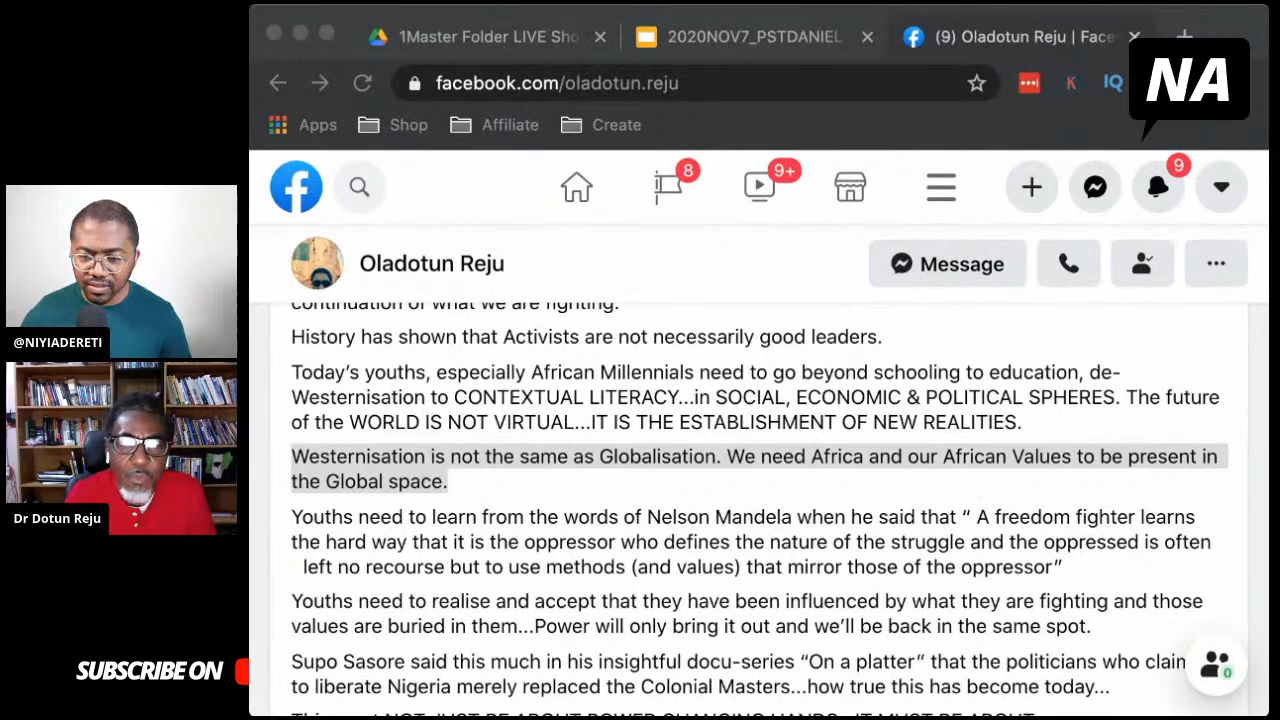 1Master Folder LIVE Sho
2020NOV7_PSTDANIEL
(9) Oladotun Reju | Face
NA
facebook.com/oladotun.reju
K
IQ
Apps
Shop
Affiliate
Create
8
9+
9
Oladotun Reju
Message
continuation of what we are fighting.
History has shown that Activists are not necessarily good leaders.
Today's youths, especially African Millennials need to go beyond schooling to education, de-
Westernisation to CONTEXTUAL LITERACY...in SOCIAL, ECONOMIC & POLITICAL SPHERES. The future
of the WORLD IS NOT VIRTUAL...IT IS THE ESTABLISHMENT OF NEW REALITIES.
Westernisation is not the same as Globalisation. We need Africa and our African Values to be present in
the Global space.
Youths need to learn from the words of Nelson Mandela when he said that “ A freedom fighter learns
the hard way that it is the oppressor who defines the nature of the struggle and the oppressed is often
left no recourse but to use methods (and values) that mirror those of the oppressor”
Youths need to realise and accept that they have been influenced by what they are fighting and those
values are buried in them...Power will only bring it out and we'll be back in the same spot.
Supo Sasore said this much in his insightful docu-series “On a platter” that the politicians who claim
to liberate Nigeria merely replaced the Colonial Masters...how true this has become today...
0
@NIYIADERETI
Dr Dotun Reju
SUBSCRIBE ON